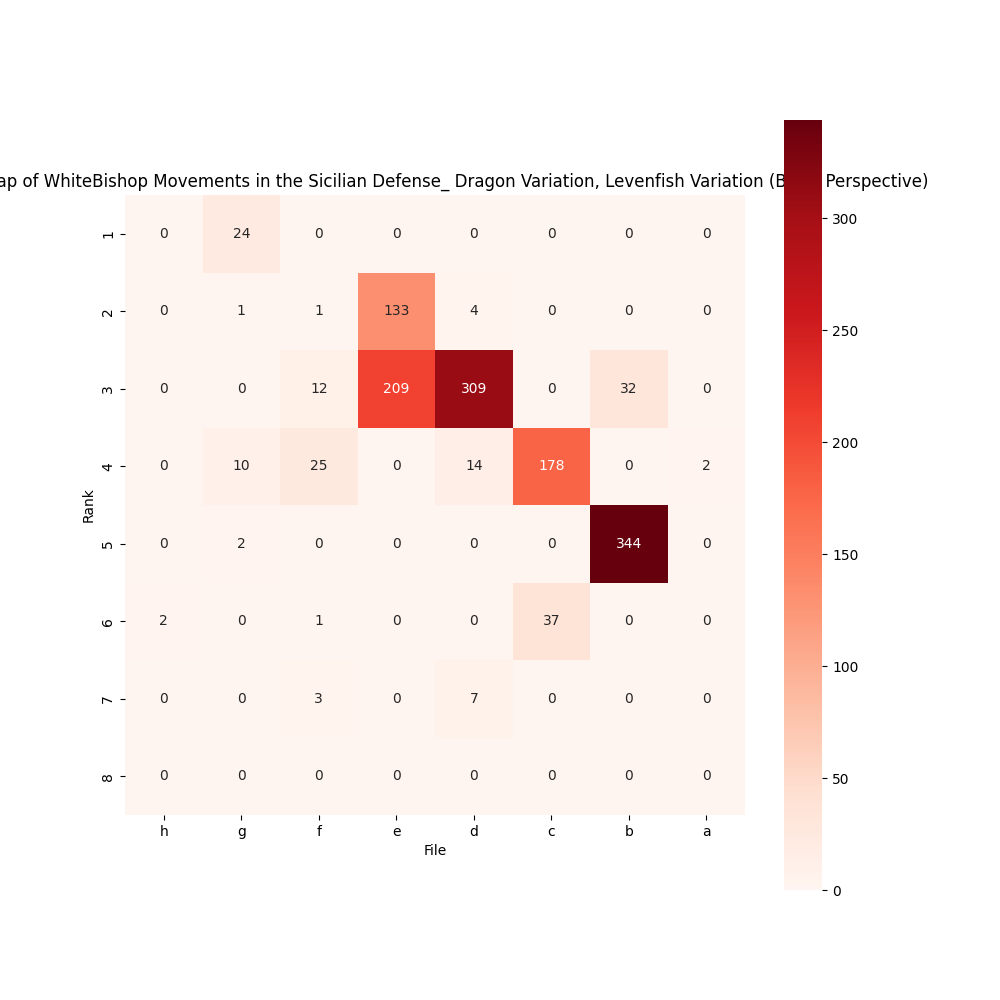 ap of WhiteBishop Movements in the Sicilian Defense_ Dragon Variation, Levenfish Variation (B Perspective)
1 0 24 0 0 0 0 0 0
2 0 1 1 133 4 0 0 0
3 0 0 12 209 309 0 32 0
4 0 10 25 0 14 178 0 2
5 0 2 0 0 0 0 344 0
6 2 0 1 0 0 37 0 0
7 0 0 3 0 7 0 0 0
8 0 0 0 0 0 0 0 0
h g f e d c b a
File
Rank
300
250
200
150
100
50
0